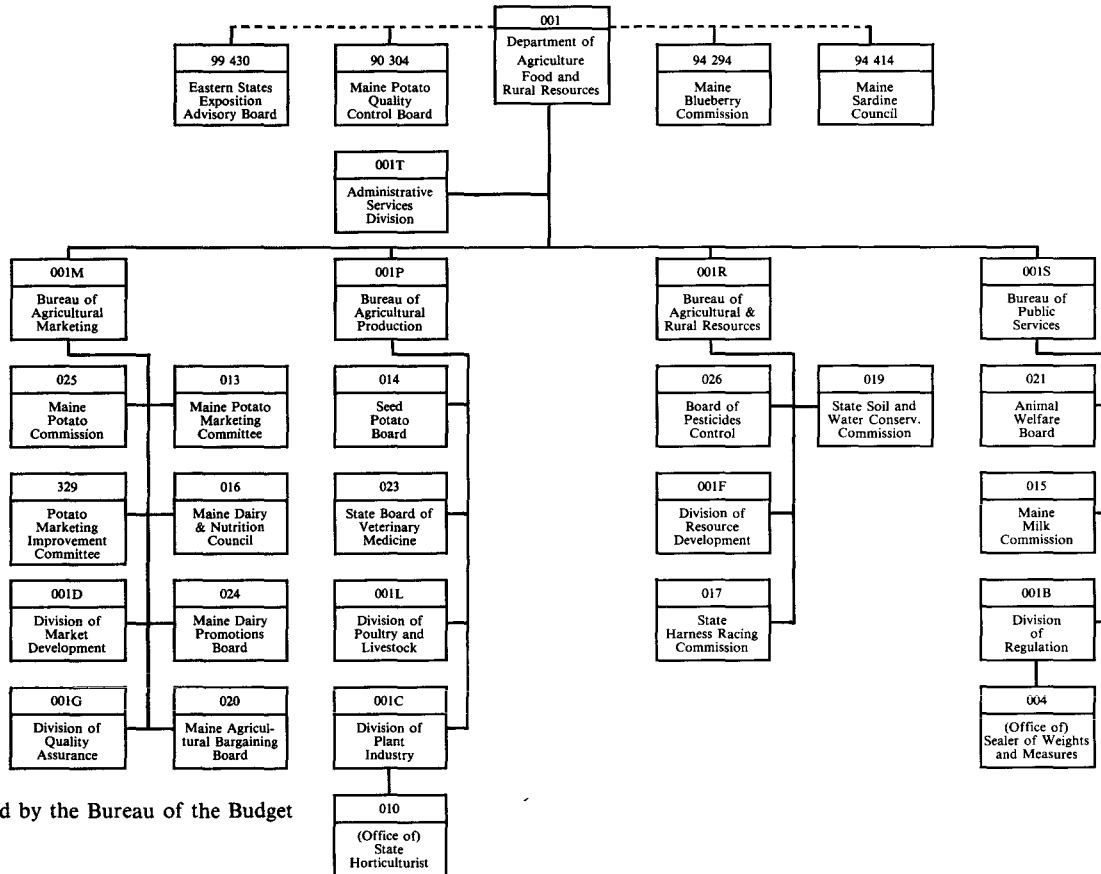 001
Department of
Agriculture
Food and
Rural Resources
99 430
Eastern States
Exposition
Advisory Board
90 304
Maine Potato
Quality
Control Board
94 294
Maine
Blueberry
Commission
94 414
Maine
Sardine
Council
001T
Administrative
Services
Division
001M
Bureau of
Agricultural
Marketing
001P
Bureau of
Agricultural
Production
001R
Bureau of
Agricultural &
Rural Resources
001S
Bureau of
Public
Services
025
Maine
Potato
Commission
013
Maine Potato
Marketing
Committee
014
Seed
Potato
Board
026
Board of
Pesticides
Control
019
State Soil and
Water Conserv.
Commission
021
Animal
Welfare
Board
329
Potato
Marketing
Improvement
Committee
016
Maine Dairy
& Nutrition
Council
023
State Board of
Veterinary
Medicine
001F
Division of
Resource
Development
015
Maine
Milk
Commission
001D
Division of
Market
Development
024
Maine Dairy
Promotions
Board
001L
Division of
Poultry and
Livestock
017
State
Harness Racing
Commission
001B
Division
of
Regulation
001G
Division of
Quality
Assurance
020
Maine Agricul-
tural Bargaining
Board
001C
Division of
Plant
Industry
004
(Office of)
Sealer of Weights
and Measures
d by the Bureau of the Budget
010
(Office of)
State
Horticulturist